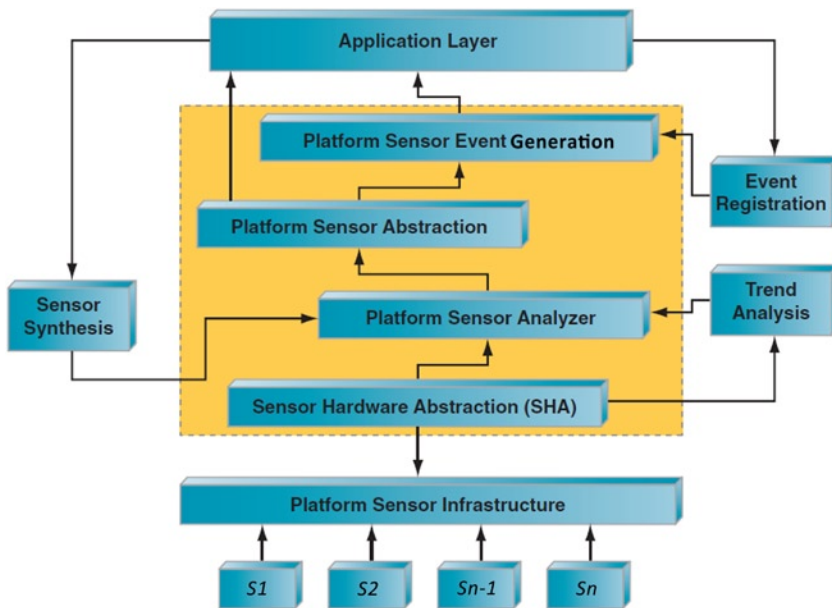 Application Layer
Platform Sensor Event Generation
Event
Registration
Platform Sensor Abstraction
Sensor
Synthesis
Platform Sensor Analyzer
Trend
Analysis
Sensor Hardware Abstraction (SHA)
Platform Sensor Infrastructure
S1
S2
Sn-1
Sn